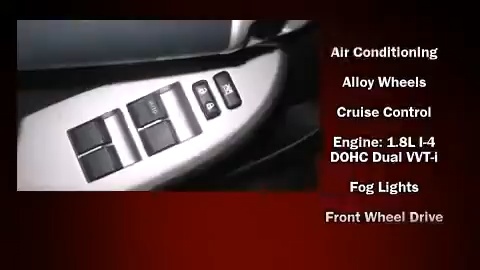 Air Conditioning
Alloy Wheels
Cruise Control
Engine: 1.8L I-4
DOHC Dual VVT-i
Fog Lights
Front Wheel Drive